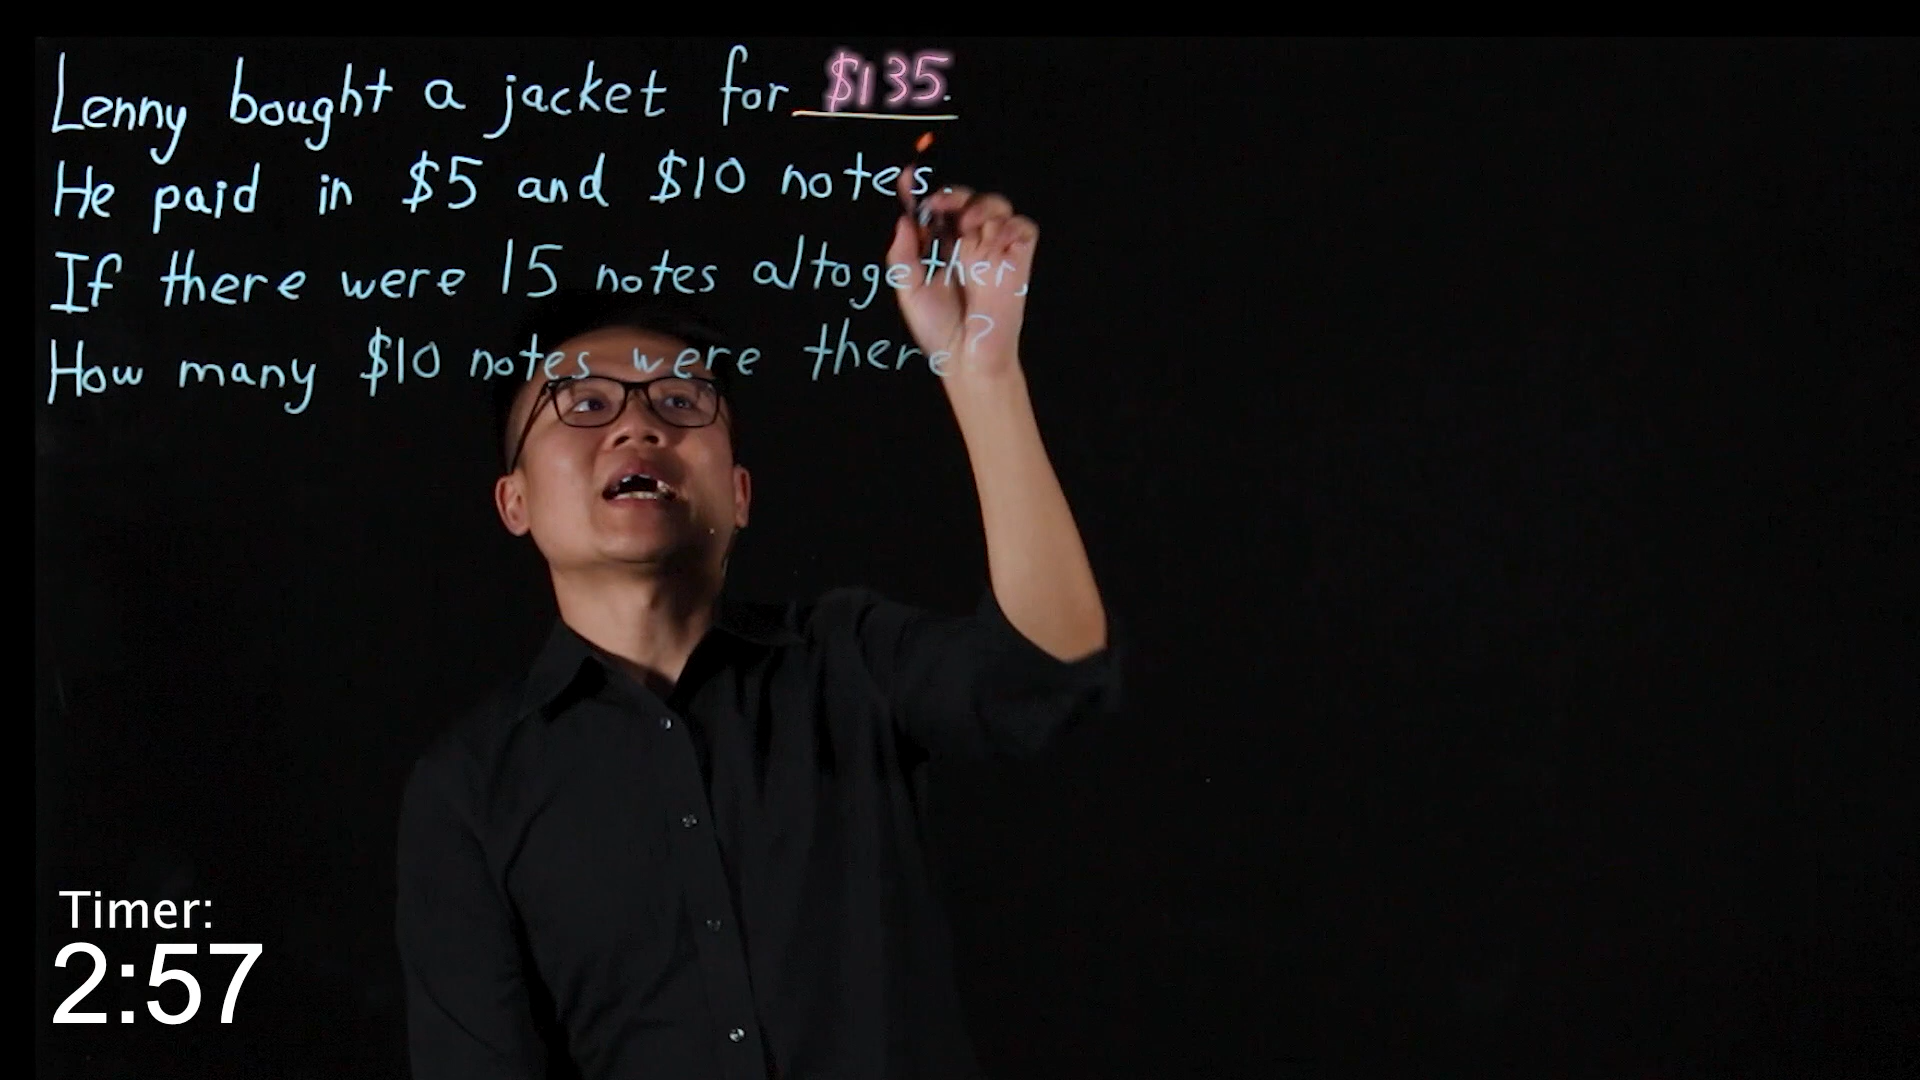 Lenny bought a jacket for $135.
He paid in $5 and $10 notes.
If there were 15 notes altogether,
How many $10 notes were there?
Timer:
2:57